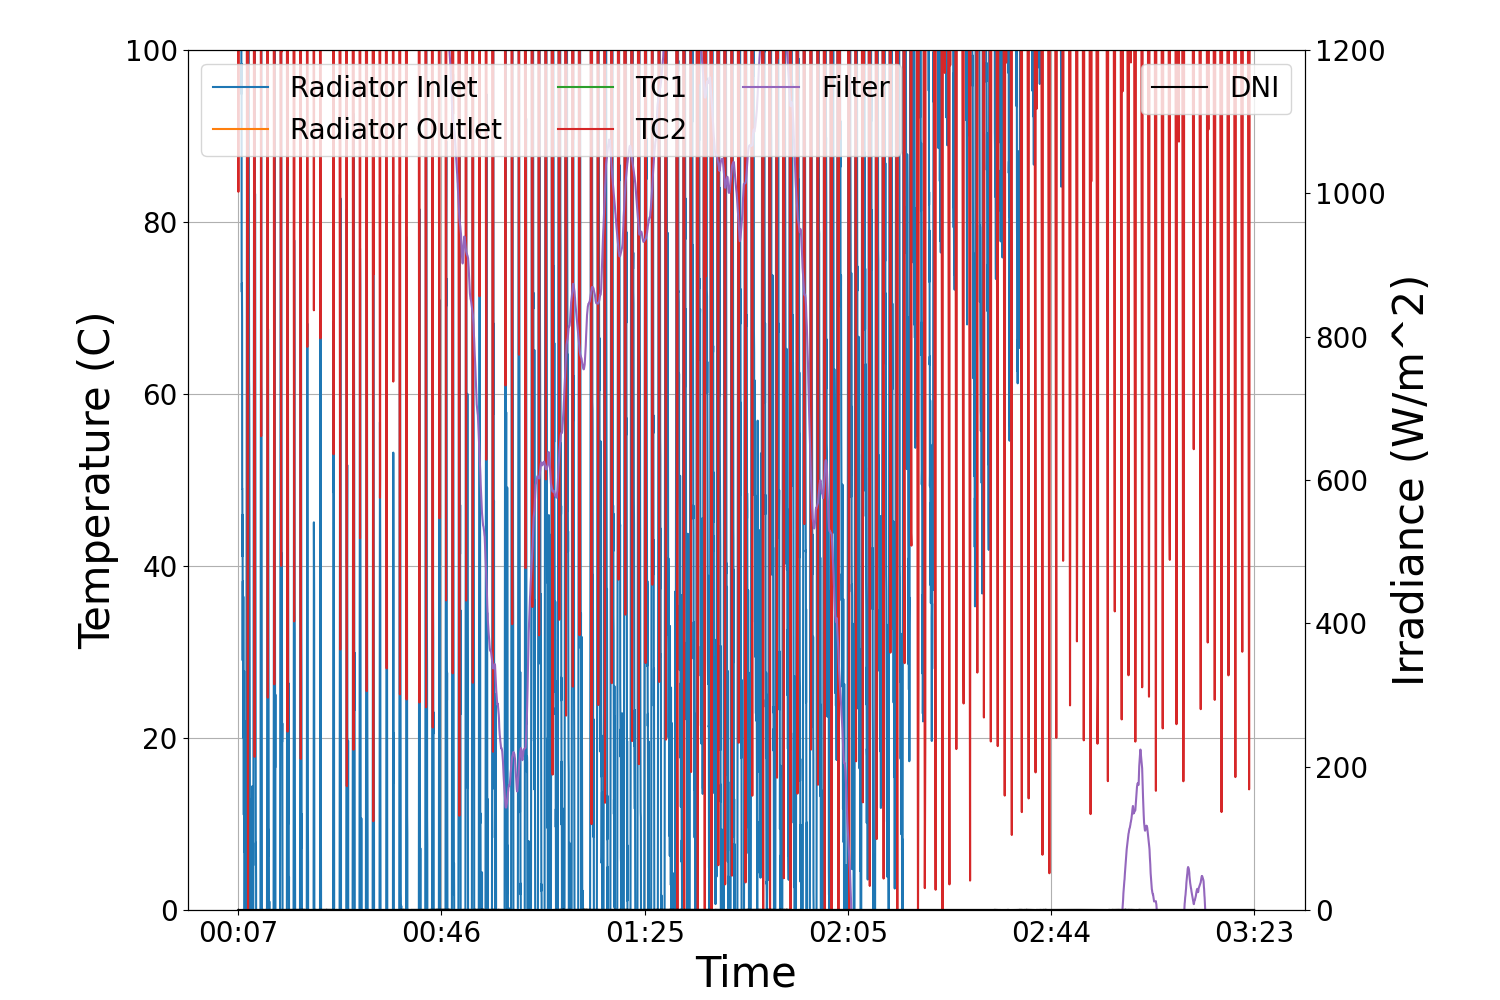 100
80
60
40
20
0
Temperature (C)
Radiator Inlet
Radiator Outlet
TC1
TC2
Filter
DNI
1200
1000
800
600
400
200
0
Irradiance (W/m^2)
00:07
00:46
01:25
02:05
02:44
03:23
Time